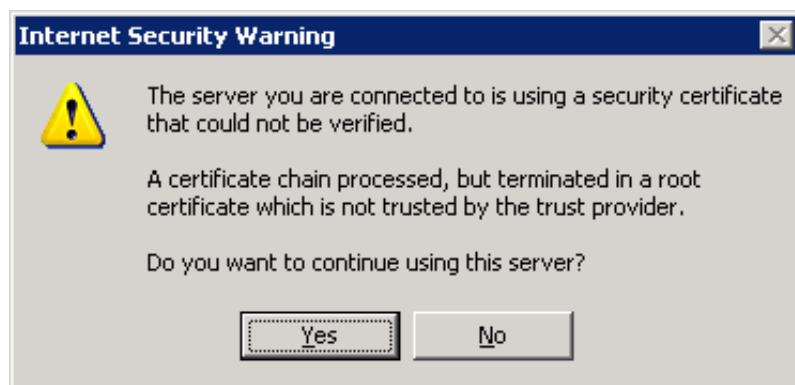 Internet Security Warning
The server you are connected to is using a security certificate
that could not be verified.
A certificate chain processed, but terminated in a root
certificate which is not trusted by the trust provider.
Do you want to continue using this server?
Yes
No